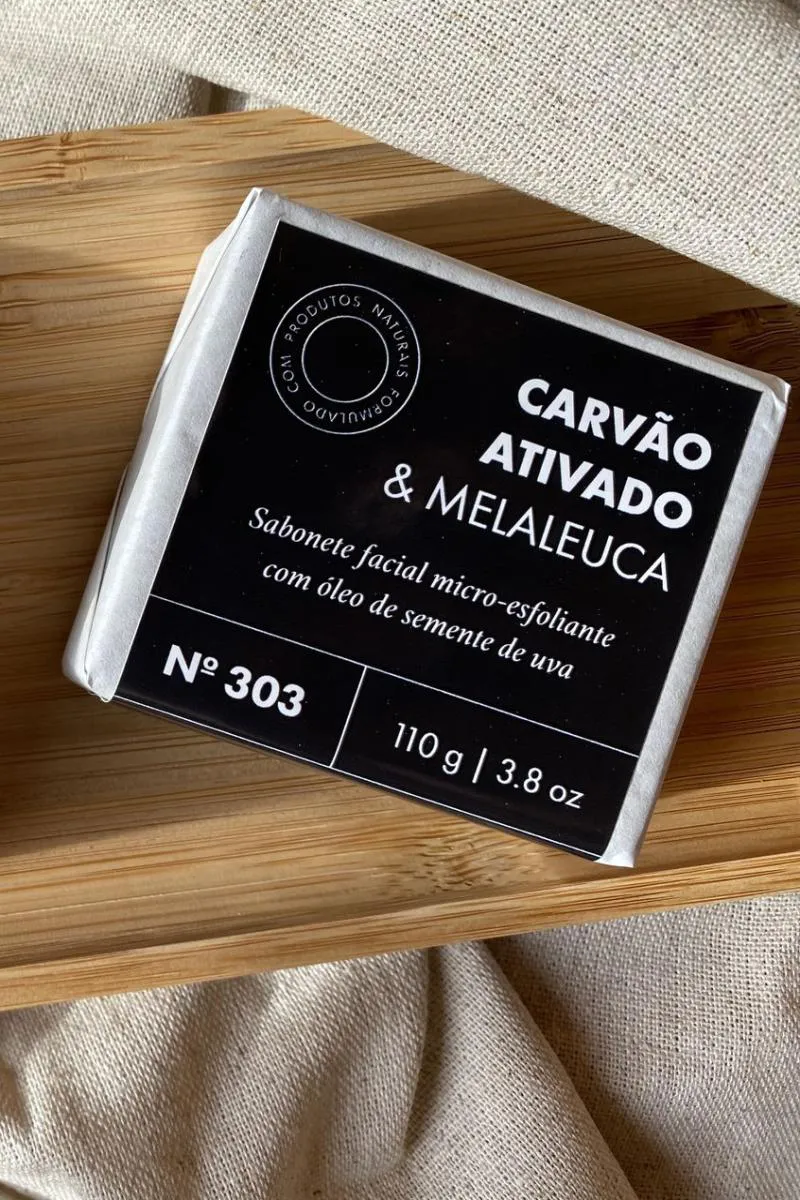 FORMULADO COM PRODUTOS NATURAIS
CARVÃO
ATIVADO
& MELALEUCA
Sabonete facial micro-esfoliante
com óleo de semente de uva
Nº 303
110 g | 3.8 oz